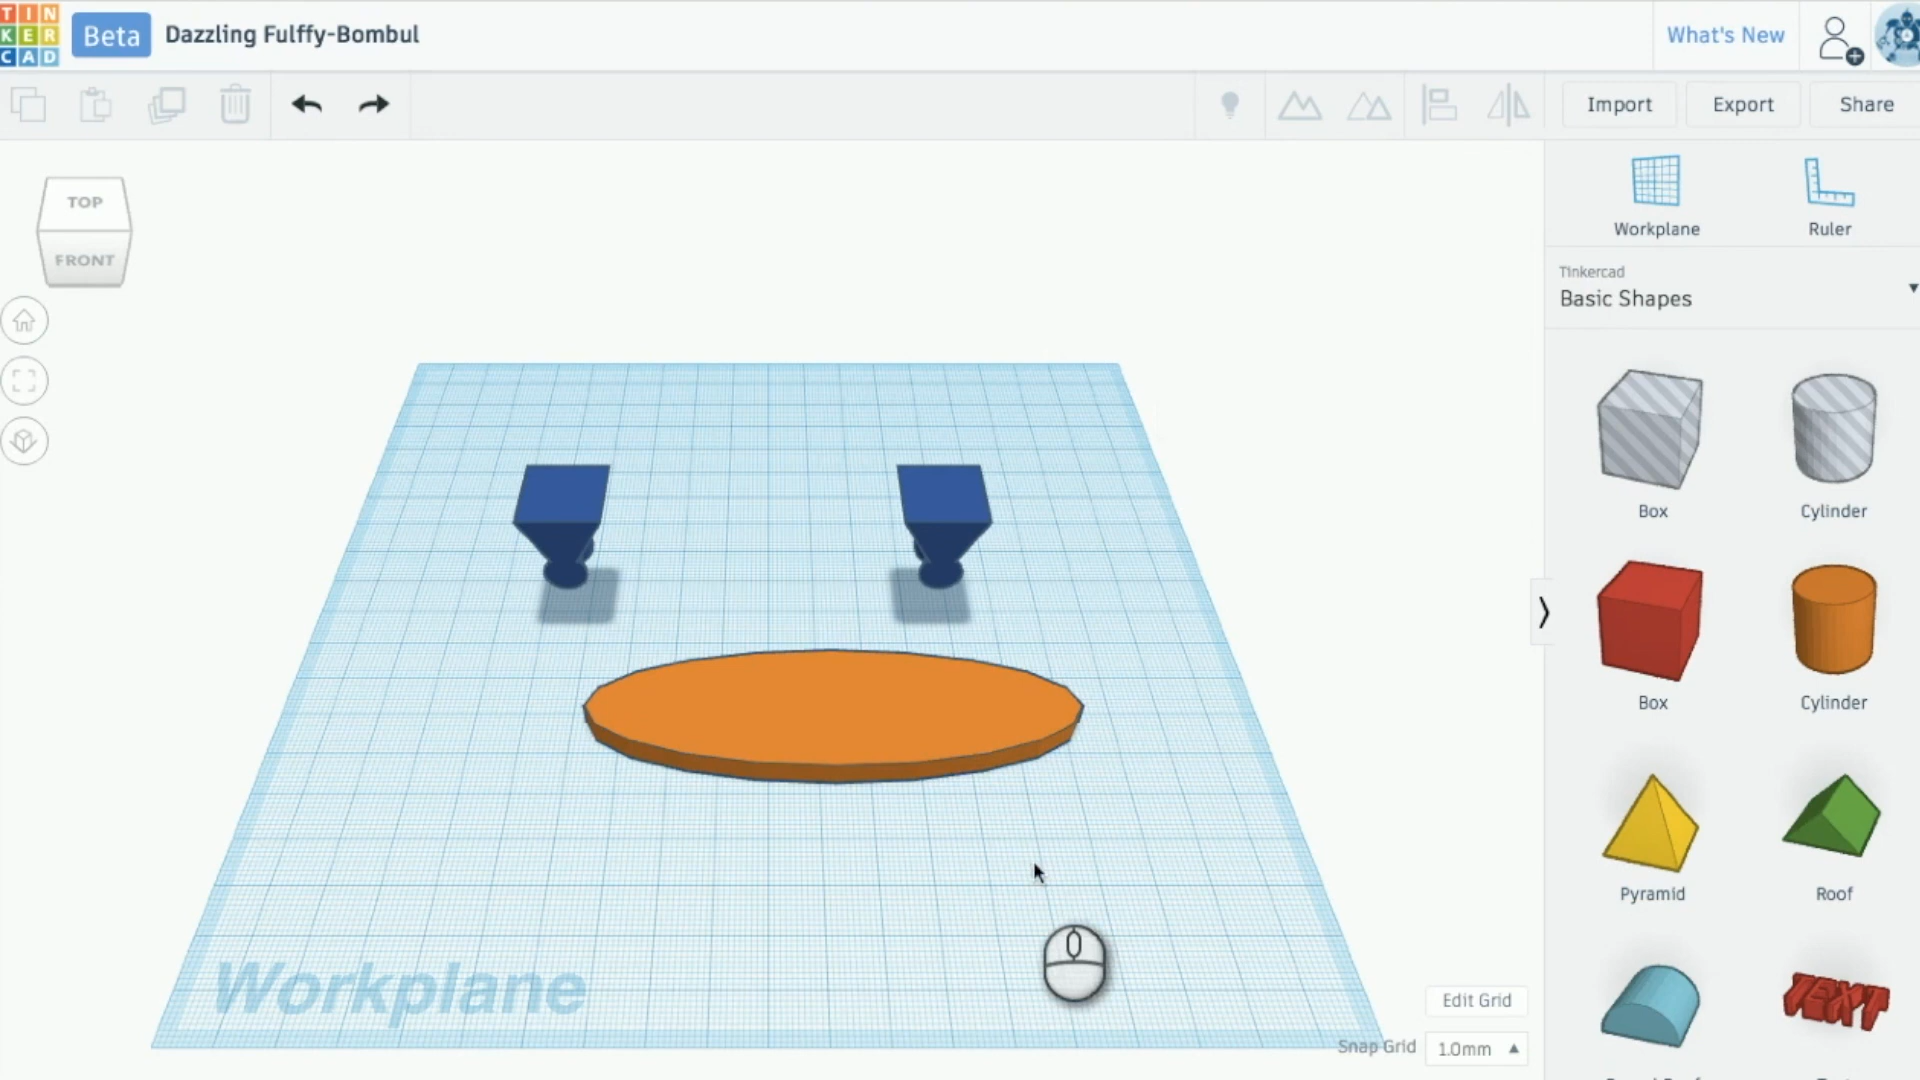 TIN
KER
CAD
Beta
Dazzling Fulffy-Bombul
What's New
Import
Export
Share
TOP
FRONT
Workplane
Ruler
Tinkercad
Basic Shapes
Box
Cylinder
Box
Cylinder
Pyramid
Roof
TEXT
Workplane
Edit Grid
Snap Grid
1.0mm